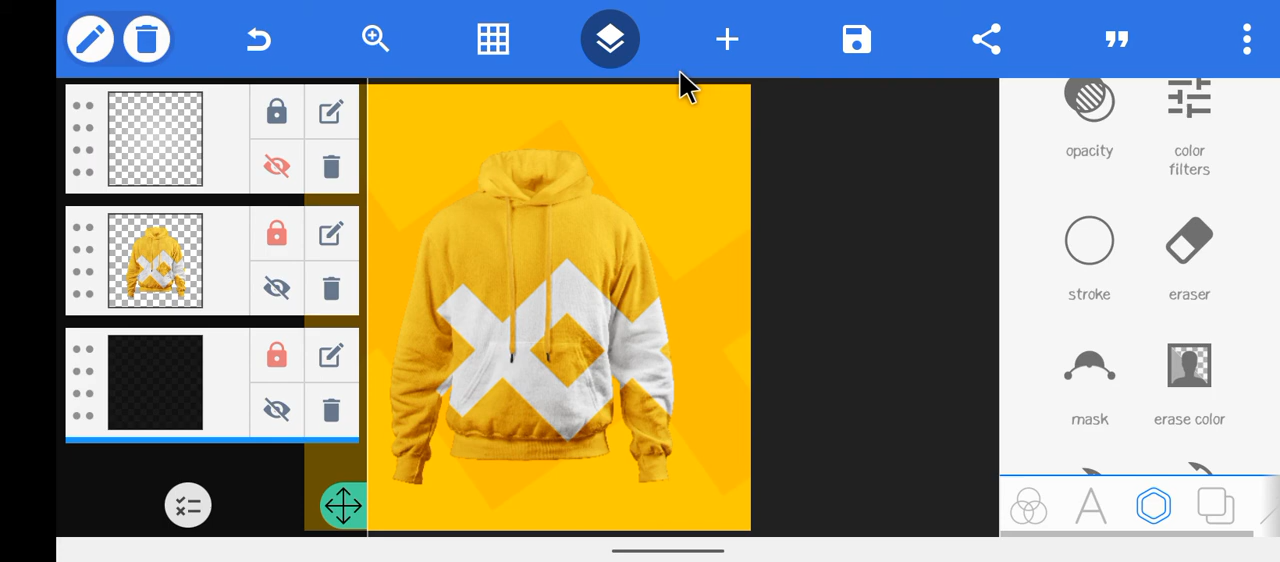 opacity
color
filters
stroke
eraser
mask
erase color